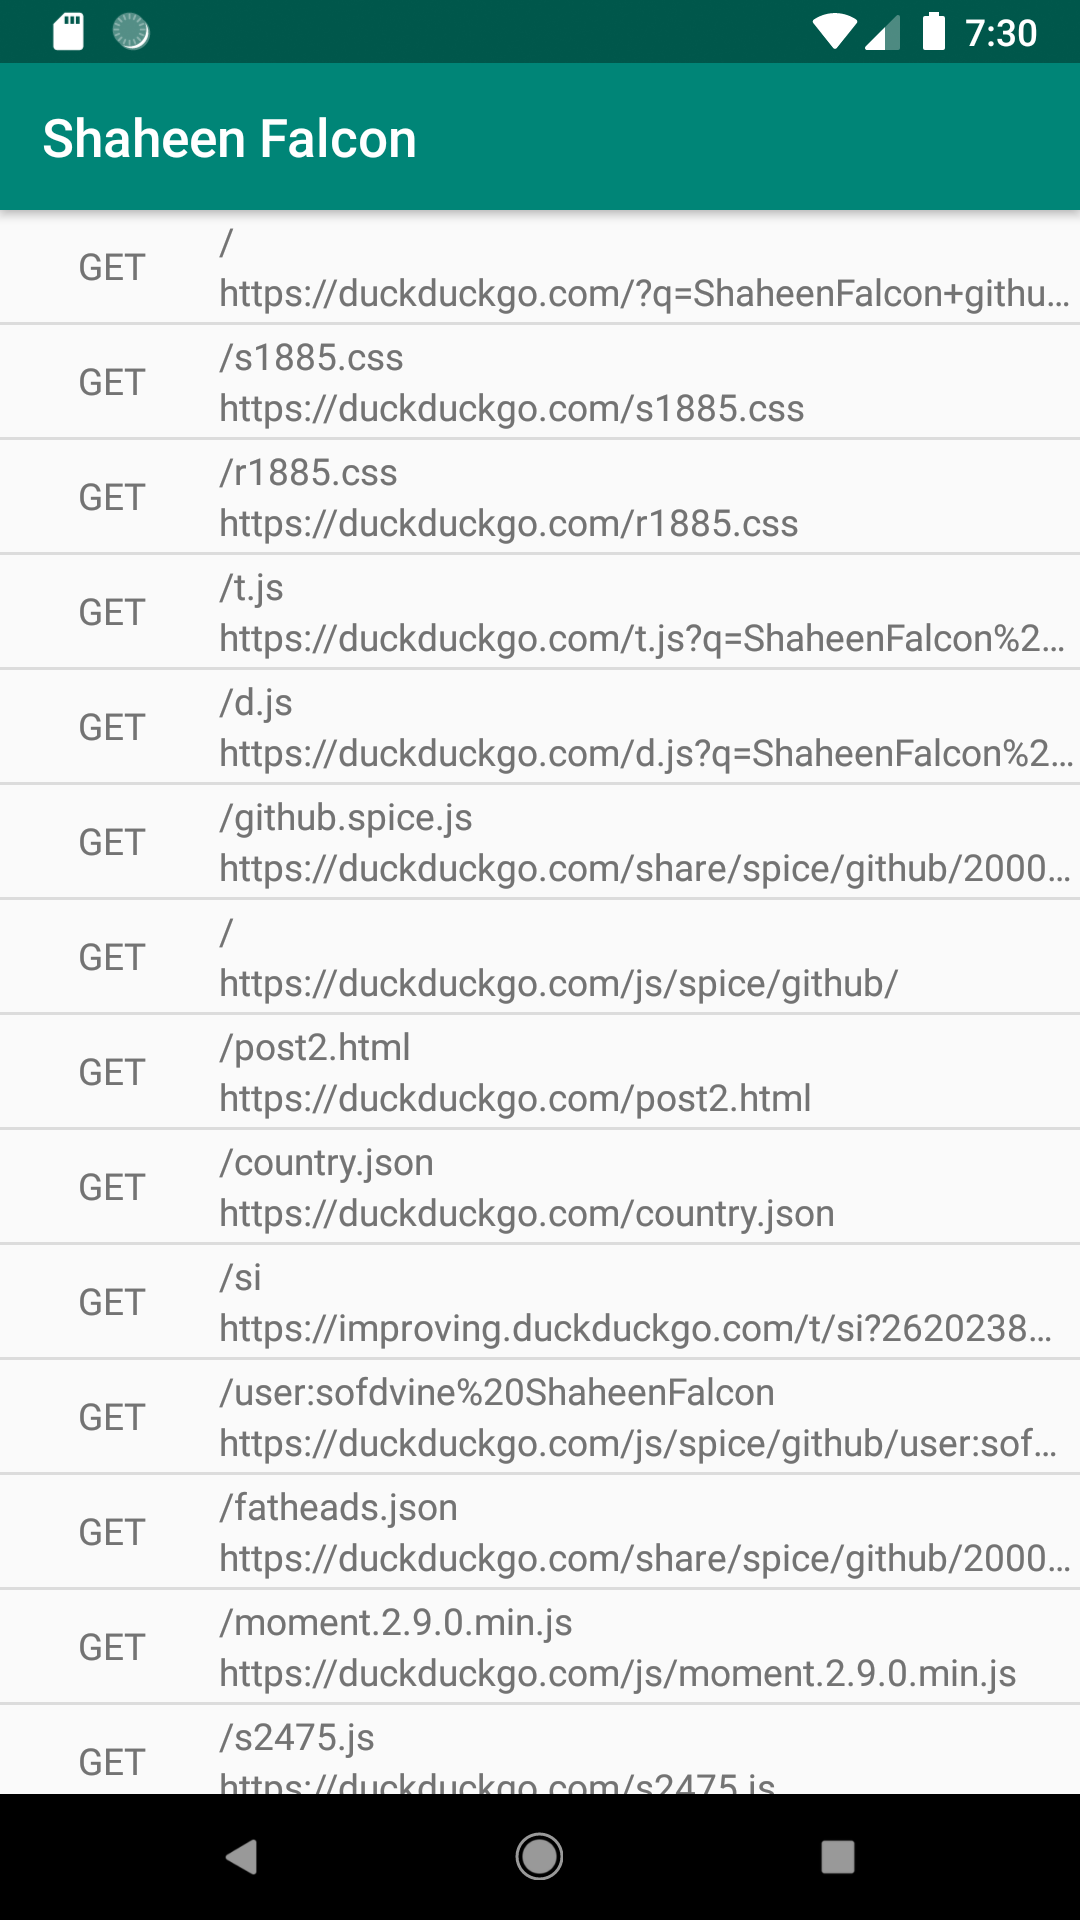 7:30
Shaheen Falcon
/
GET
https://duckduckgo.com/?q=ShaheenFalcon+githu...
/s1885.css
GET
https://duckduckgo.com/s1885.css
/r1885.css
GET
https://duckduckgo.com/r1885.css
/t.js
GET
https://duckduckgo.com/t.js?q=ShaheenFalcon%2...
/d.js
GET
https://duckduckgo.com/d.js?q=ShaheenFalcon%2...
/github.spice.js
GET
https://duckduckgo.com/share/spice/github/2000...
/
GET
https://duckduckgo.com/js/spice/github/
/post2.html
GET
https://duckduckgo.com/post2.html
/country.json
GET
https://duckduckgo.com/country.json
/si
GET
https://improving.duckduckgo.com/t/si?2620238...
/user:sofdvine%20ShaheenFalcon
GET
https://duckduckgo.com/js/spice/github/user:sof...
/fatheads.json
GET
https://duckduckgo.com/share/spice/github/2000...
/moment.2.9.0.min.js
GET
https://duckduckgo.com/js/moment.2.9.0.min.js
/s2475.js
GET
https://duckduckgo.com/s2475.js